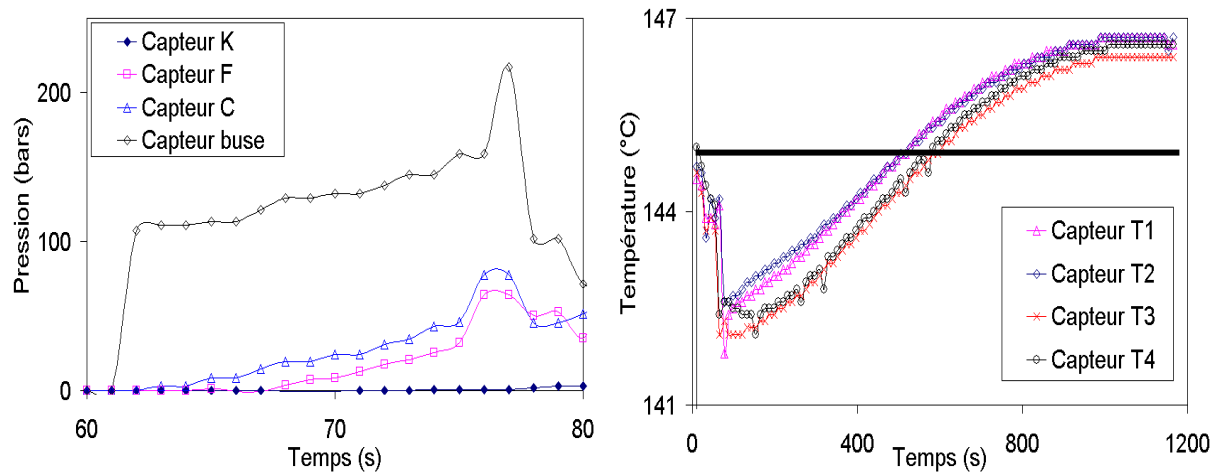 Capteur K
Capteur F
Capteur C
Capteur buse
Pression (bars)
200
100
0
60
70
80
Temps (s)
147
144
141
Température (°C)
Capteur T1
Capteur T2
Capteur T3
Capteur T4
0
400
800
1200
Temps (s)